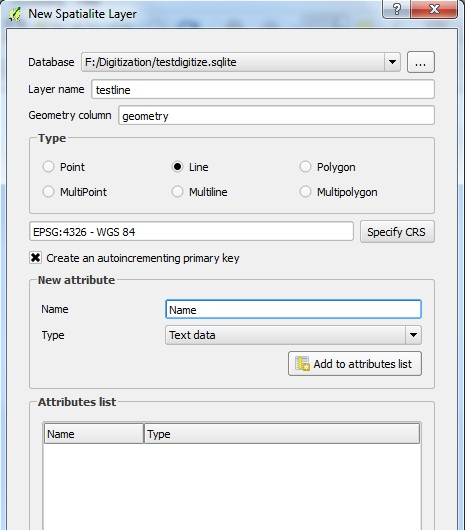 New Spatialite Layer
Database F:/Digitization/testdigitize.sqlite ...
Layer name testline
Geometry column geometry
Type
Point Line Polygon
MultiPoint Multiline Multipolygon
EPSG:4326 - WGS 84 Specify CRS
Create an autoincrementing primary key
New attribute
Name Name
Type Text data
Add to attributes list
Attributes list
Name Type